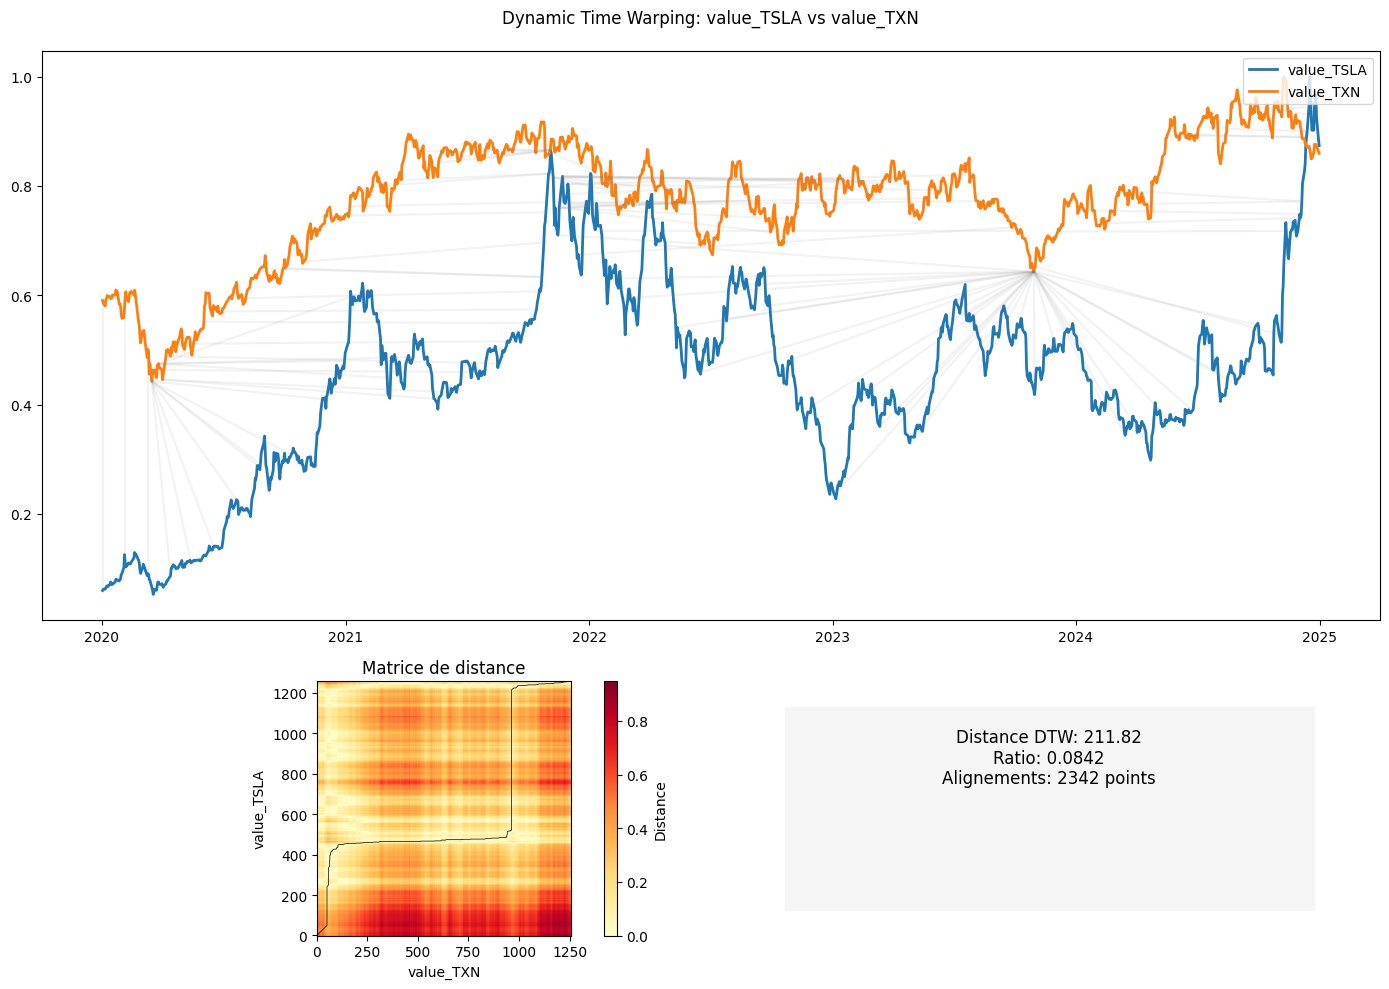 Dynamic Time Warping: value_TSLA vs value_TXN
value_TSLA
value_TXN
1.0
0.8
0.6
0.4
0.2
2020 2021 2022 2023 2024 2025
Matrice de distance
value_TSLA
1200
1000
800
600
400
200
0
0 250 500 750 1000 1250
value_TXN
0.8
0.6
0.4
0.2
0.0
Distance
Distance DTW: 211.82
Ratio: 0.0842
Alignements: 2342 points